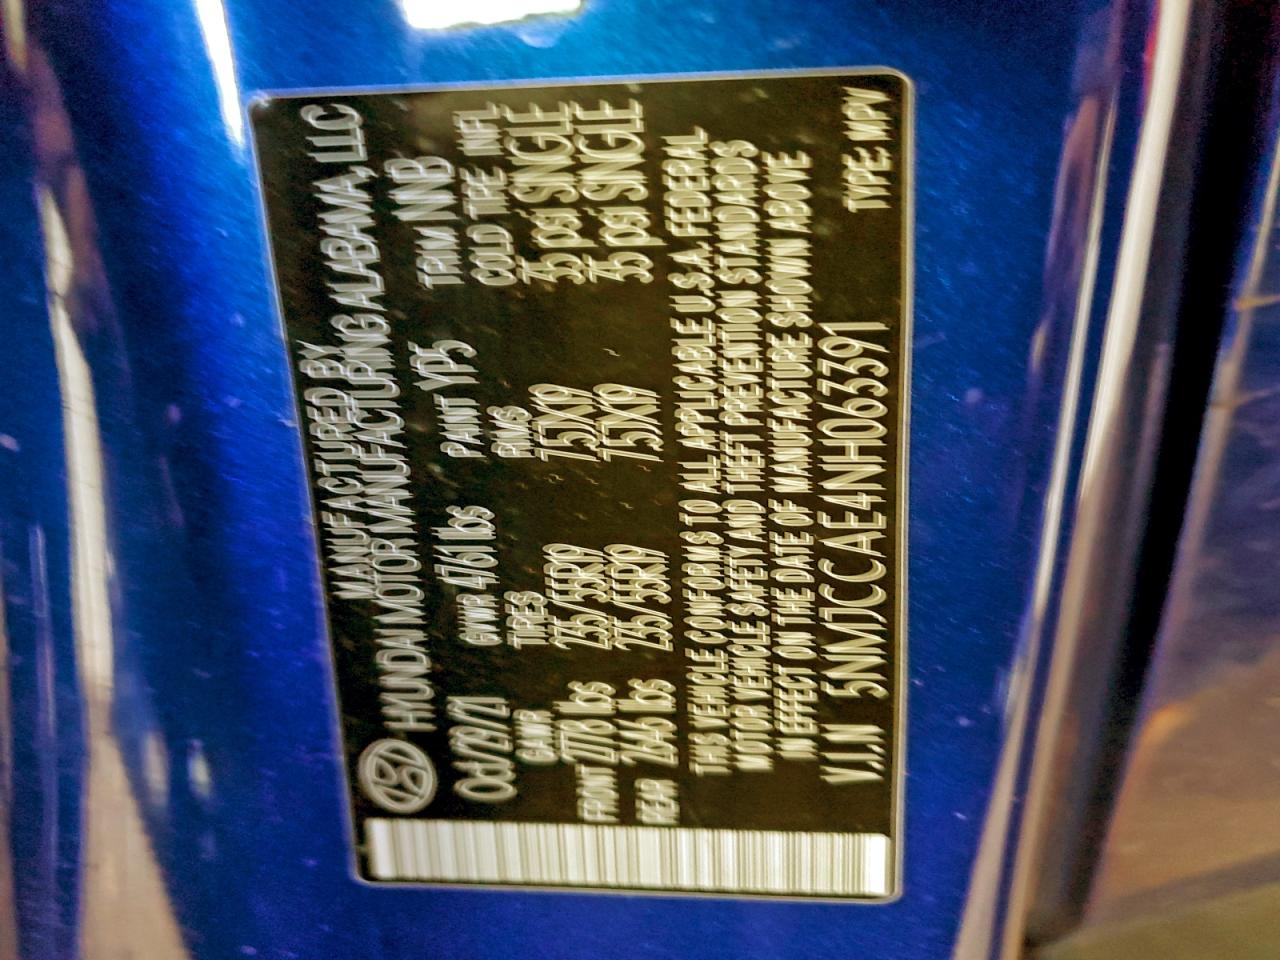 MANUFACTURED BY
HYUNDAI MOTOR MANUFACTURING ALABAMA, LLC
Oct/29/21 GVWR 4761 lbs PAINT YP5 TRIM NNB
GAWR TIRES RIMS COLD TIRE INFL
FRONT 2778 lbs 235/55R19 7.5JX19 35 psi SINGLE
REAR 2646 lbs 235/55R19 7.5JX19 35 psi SINGLE
THIS VEHICLE CONFORMS TO ALL APPLICABLE U.S.A. FEDERAL
MOTOR VEHICLE SAFETY AND THEFT PREVENTION STANDARDS
IN EFFECT ON THE DATE OF MANUFACTURE SHOWN ABOVE
V.I.N TYPE: MPV